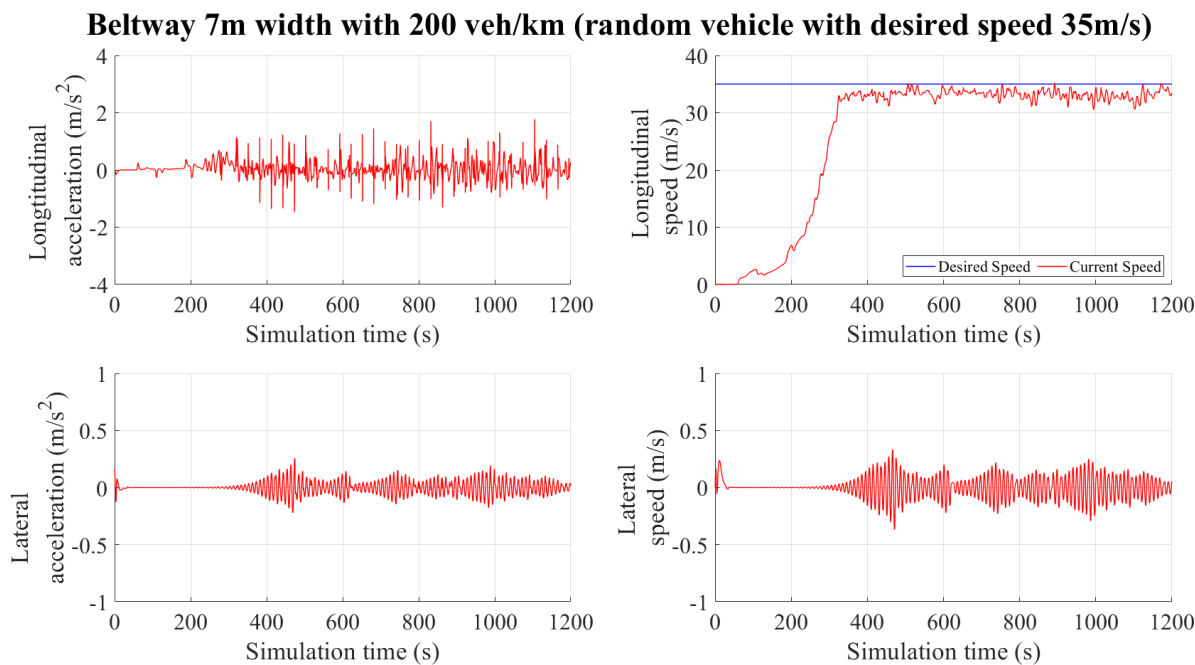 Beltway 7m width with 200 veh/km (random vehicle with desired speed 35m/s)
Longtitudinal
acceleration (m/s²)
4
2
0
-2
-4
0 200 400 600 800 1000 1200
Simulation time (s)
Longitudinal
speed (m/s)
40
30
20
10
0
Desired Speed Current Speed
0 200 400 600 800 1000 1200
Simulation time (s)
Lateral
acceleration (m/s²)
1
0.5
0
-0.5
-1
0 200 400 600 800 1000 1200
Simulation time (s)
Lateral
speed (m/s)
1
0.5
0
-0.5
-1
0 200 400 600 800 1000 1200
Simulation time (s)